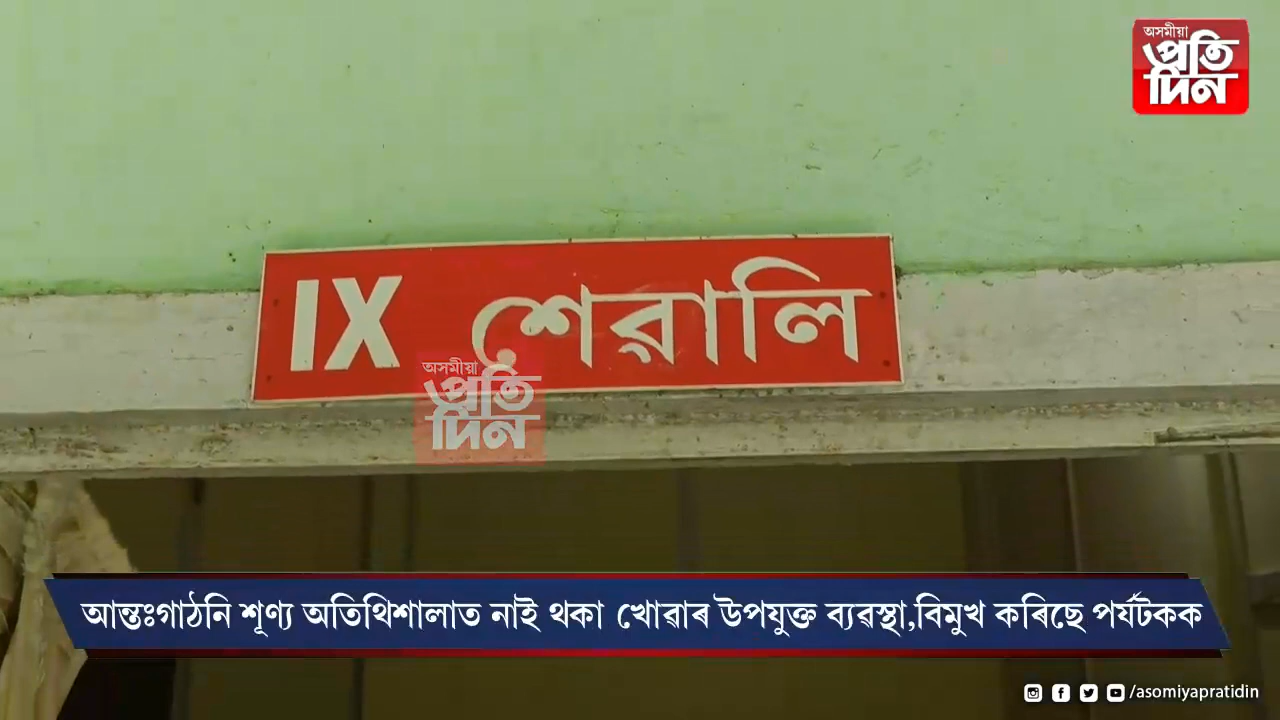 অসমীয়া
প্ৰতি
দিন
IX শেৱালি
অসমীয়া
প্ৰতি
দিন
আন্তঃগাঠনি শূণ্য অতিথিশালাত নাই থকা খোৱাৰ উপযুক্ত ব্যৱস্থা,বিমুখ কৰিছে পৰ্যটকক
/asomiyapratidin